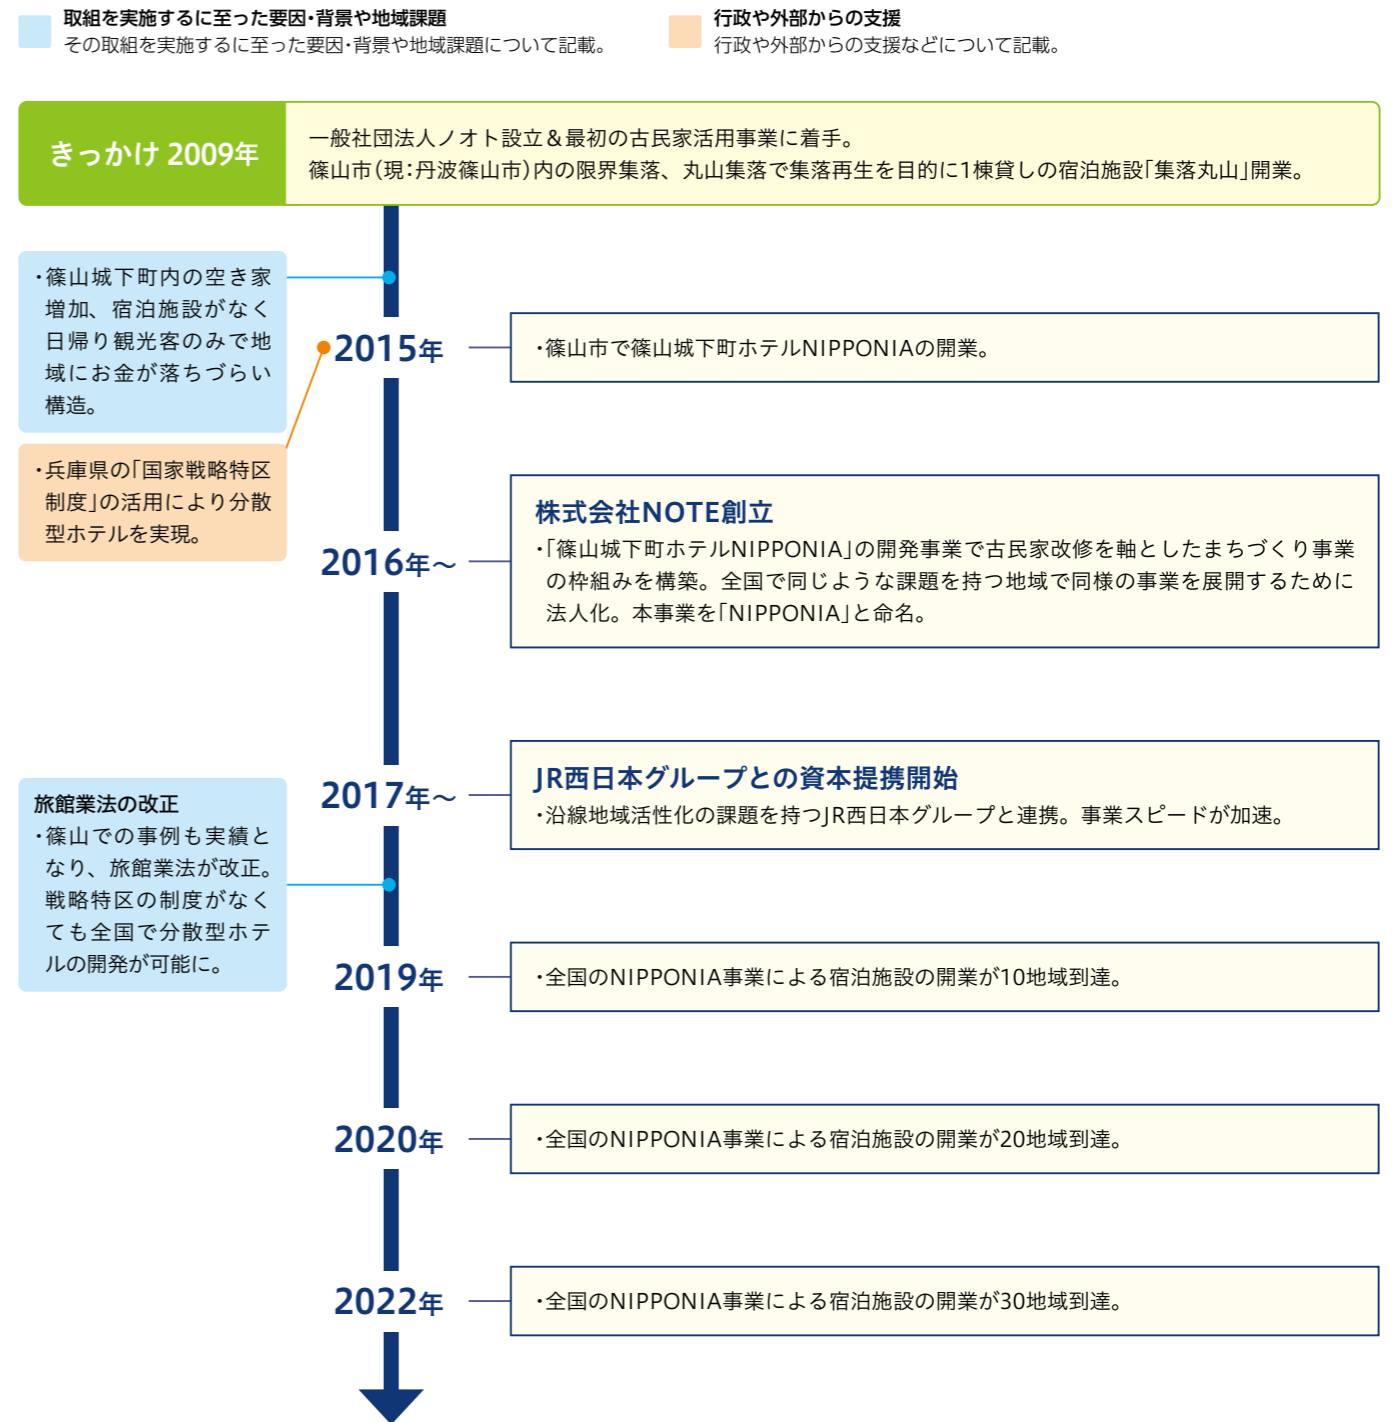 取組を実施するに至った要因・背景や地域課題
その取組を実施するに至った要因・背景や地域課題について記載。
行政や外部からの支援
行政や外部からの支援などについて記載。
きっかけ 2009年
一般社団法人ノオト設立&最初の古民家活用事業に着手。
篠山市(現:丹波篠山市)内の限界集落、丸山集落で集落再生を目的に1棟貸しの宿泊施設「集落丸山」開業。
・篠山城下町内の空き家
増加、宿泊施設がなく
日帰り観光客のみで地
域にお金が落ちづらい
構造。
2015年
・篠山市で篠山城下町ホテルNIPPONIAの開業。
・兵庫県の「国家戦略特区
制度」の活用により分散
型ホテルを実現。
2016年～
株式会社NOTE創立
・「篠山城下町ホテルNIPPONIA」の開発事業で古民家改修を軸としたまちづくり事業
の枠組みを構築。全国で同じような課題を持つ地域で同様の事業を展開するために
法人化。本事業を「NIPPONIA」と命名。
2017年～
JR西日本グループとの資本提携開始
・沿線地域活性化の課題を持つJR西日本グループと連携。事業スピードが加速。
旅館業法の改正
・篠山での事例も実績と
なり、旅館業法が改正。
戦略特区の制度がなく
ても全国で分散型ホテ
ルの開発が可能に。
2019年
・全国のNIPPONIA事業による宿泊施設の開業が10地域到達。
2020年
・全国のNIPPONIA事業による宿泊施設の開業が20地域到達。
2022年
・全国のNIPPONIA事業による宿泊施設の開業が30地域到達。